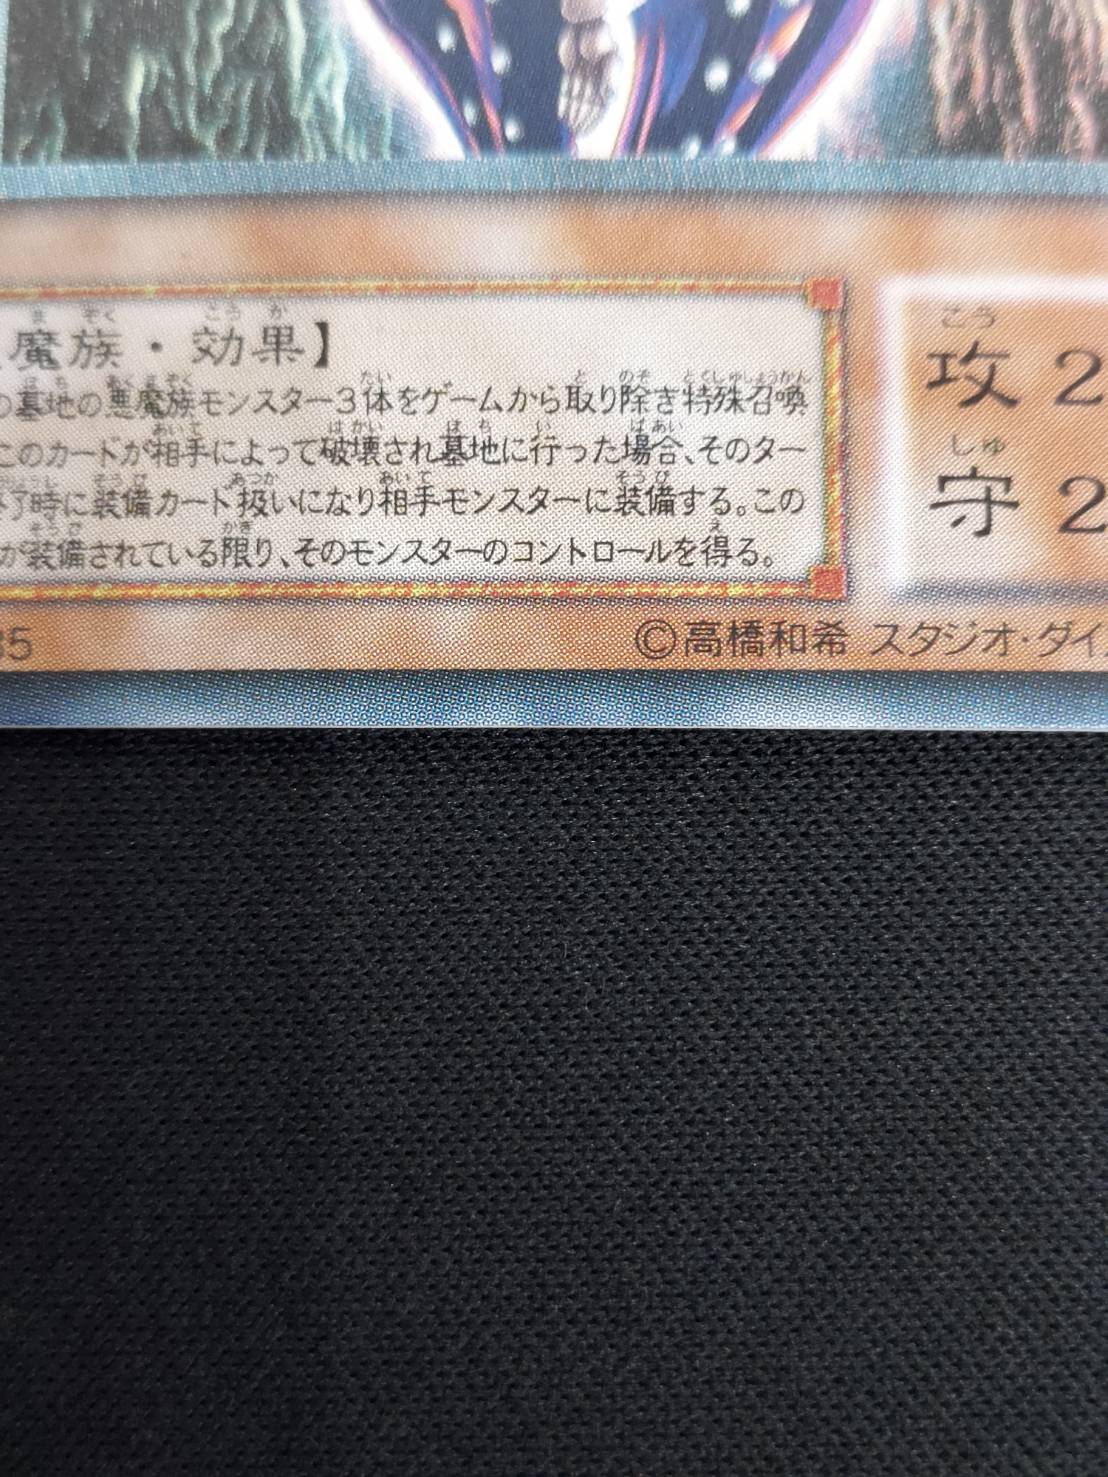 魔族・効果】
の墓地の悪魔族モンスター3体をゲームから取り除き特殊召喚
このカードが相手によって破壊され墓地に行った場合、そのター
終了時に装備カード扱いになり相手モンスターに装備する。この
が装備されている限り、そのモンスターのコントロールを得る。
攻 2
守 2
35
©高橋和希 スタジオ・ダイ